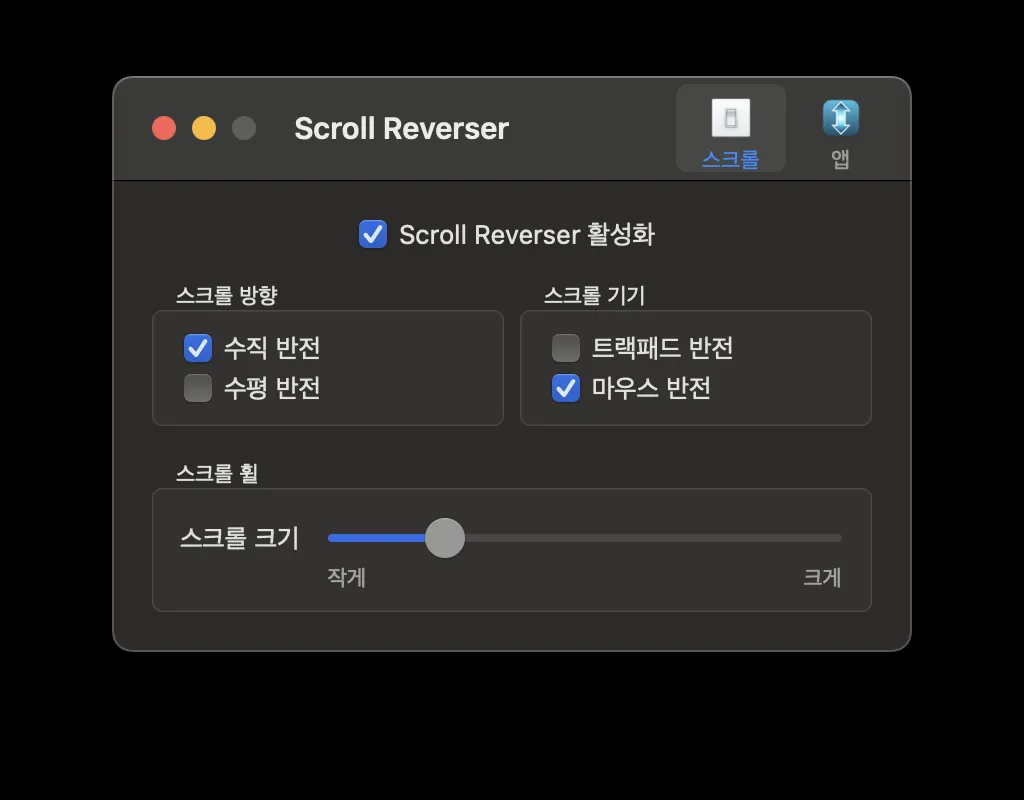 Scroll Reverser
스크롤
앱
Scroll Reverser 활성화
스크롤 방향
수직 반전
수평 반전
스크롤 기기
트랙패드 반전
마우스 반전
스크롤 휠
스크롤 크기
작게
크게